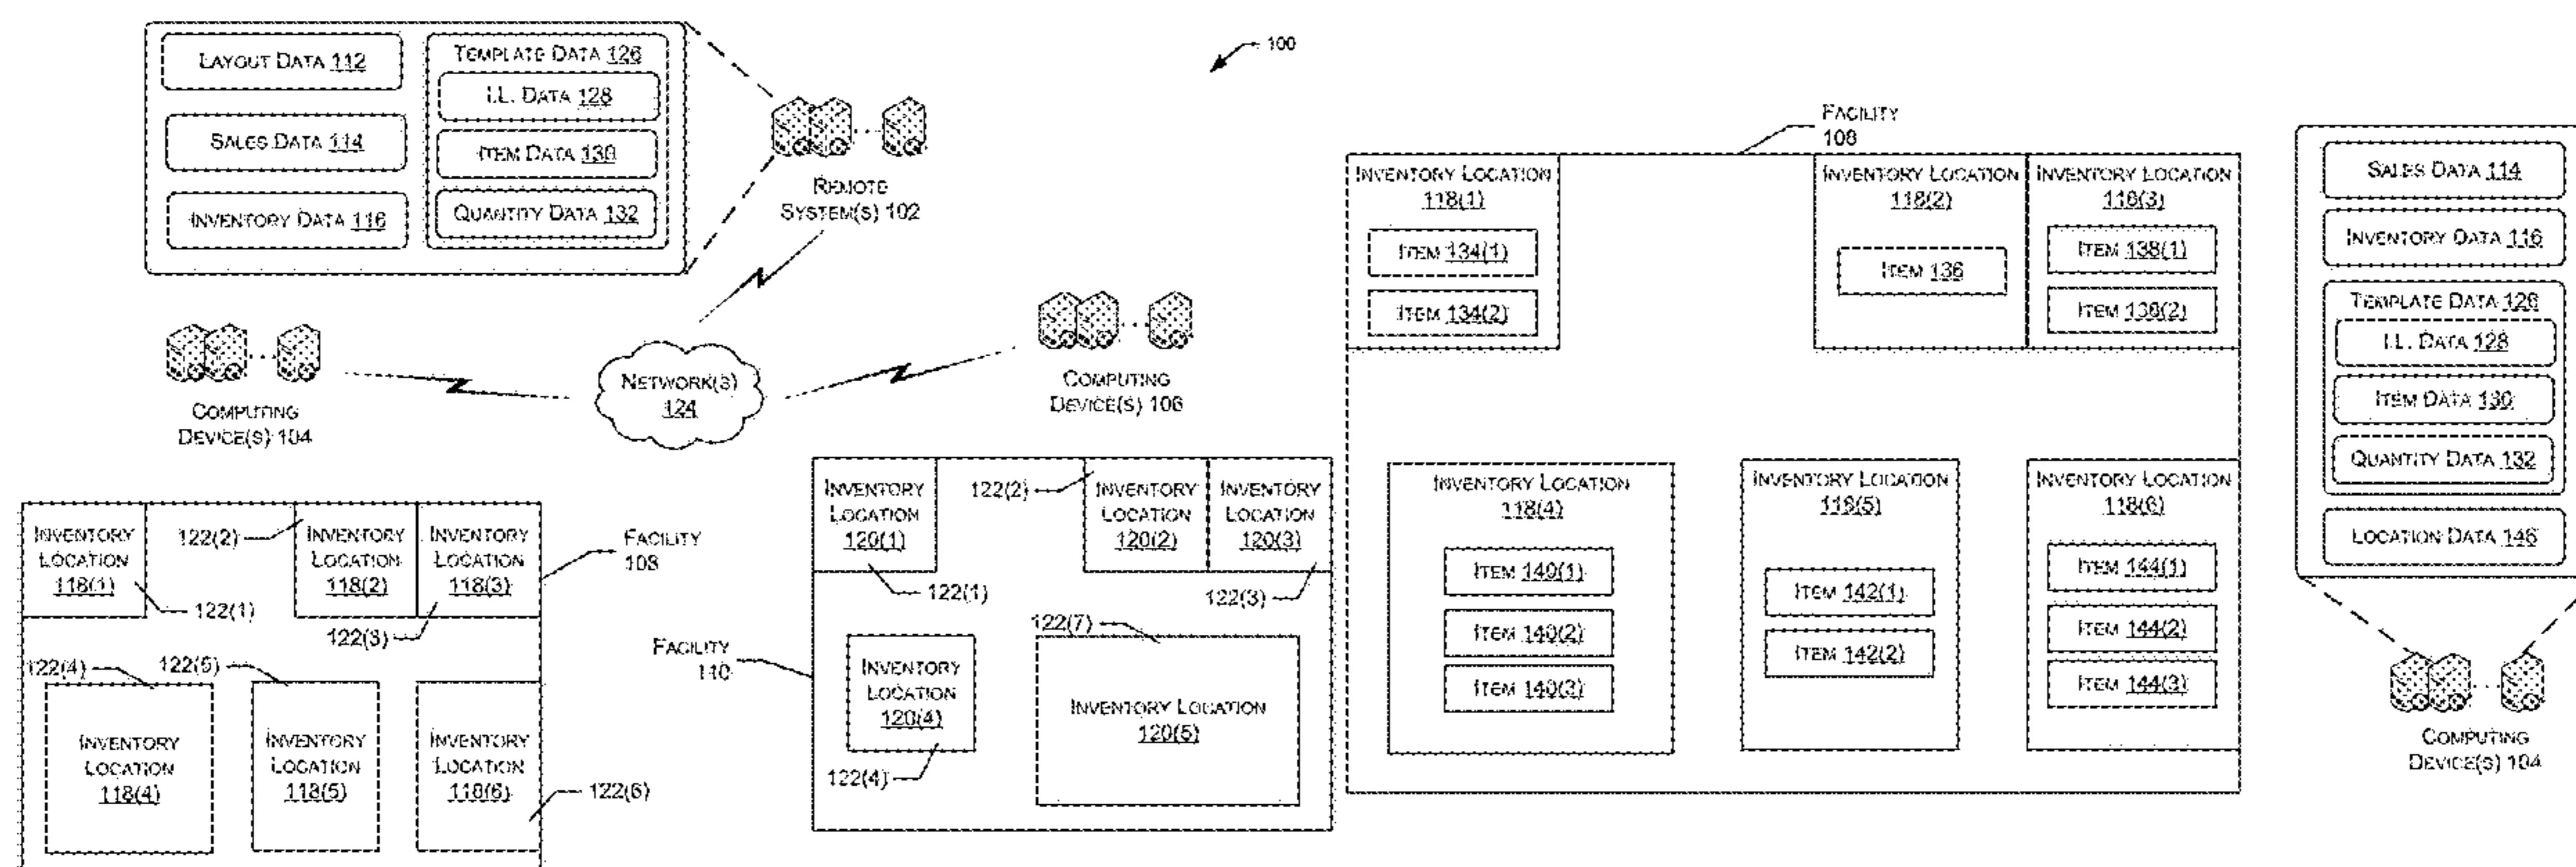 100
LAYOUT DATA 112
SALES DATA 114
INVENTORY DATA 116
TEMPLATE DATA 126
I.L. DATA 128
ITEM DATA 130
QUANTITY DATA 132
REMOTE
SYSTEM(S) 102
COMPUTING
DEVICE(S) 104
NETWORK(S)
124
COMPUTING
DEVICE(S) 106
INVENTORY
LOCATION
118(1)
122(1)
122(2)
INVENTORY
LOCATION
118(2)
INVENTORY
LOCATION
118(3)
122(3)
FACILITY
108
122(4)
INVENTORY
LOCATION
118(4)
122(5)
INVENTORY
LOCATION
118(5)
INVENTORY
LOCATION
118(6)
122(6)
INVENTORY
LOCATION
120(1)
122(1)
122(2)
INVENTORY
LOCATION
120(2)
INVENTORY
LOCATION
120(3)
122(3)
FACILITY
110
INVENTORY
LOCATION
120(4)
122(4)
122(7)
INVENTORY LOCATION
120(5)
FACILITY
108
INVENTORY LOCATION
118(1)
ITEM 134(1)
ITEM 134(2)
INVENTORY LOCATION
118(2)
ITEM 136
INVENTORY LOCATION
118(3)
ITEM 138(1)
ITEM 138(2)
INVENTORY LOCATION
118(4)
ITEM 140(1)
ITEM 140(2)
ITEM 140(3)
INVENTORY LOCATION
118(5)
ITEM 142(1)
ITEM 142(2)
INVENTORY LOCATION
118(6)
ITEM 144(1)
ITEM 144(2)
ITEM 144(3)
SALES DATA 114
INVENTORY DATA 116
TEMPLATE DATA 126
I.L. DATA 128
ITEM DATA 130
QUANTITY DATA 132
LOCATION DATA 146
COMPUTING
DEVICE(S) 104